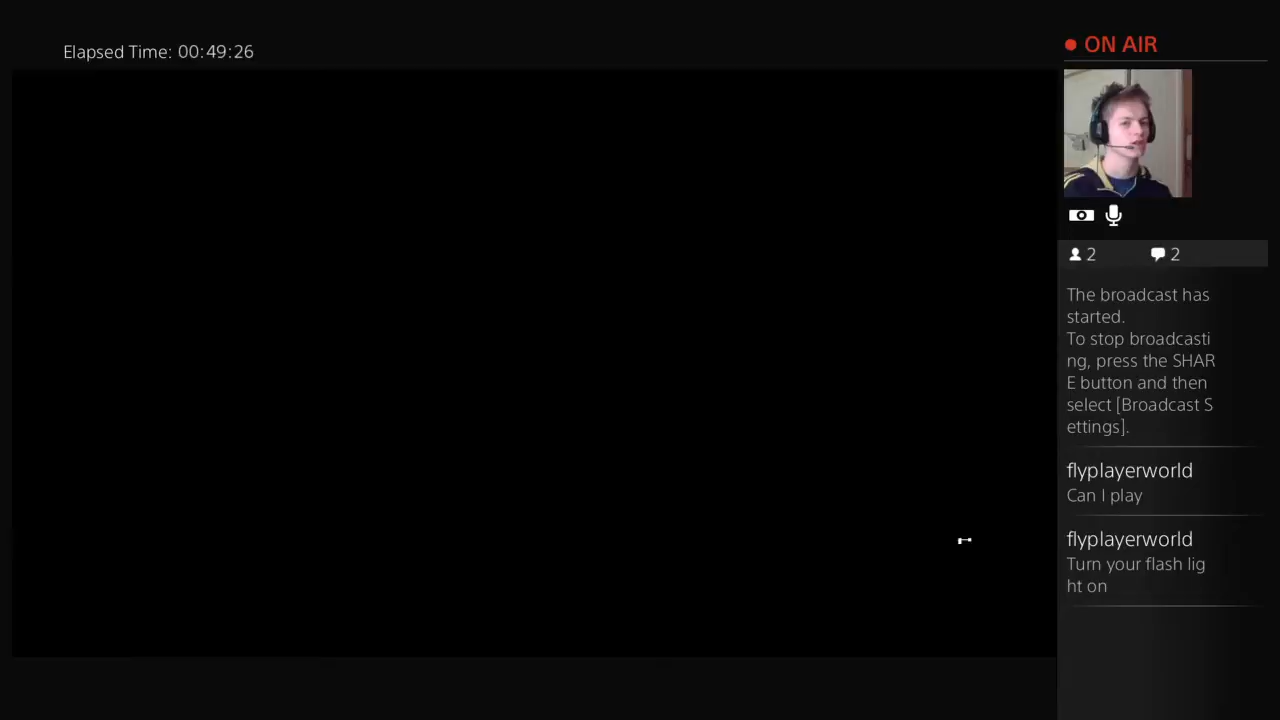 Elapsed Time: 00:49:26
ON AIR
2
2
The broadcast has
started.
To stop broadcasti
ng, press the SHAR
E button and then
select [Broadcast S
ettings].
flyplayerworld
Can I play
flyplayerworld
Turn your flash lig
ht on